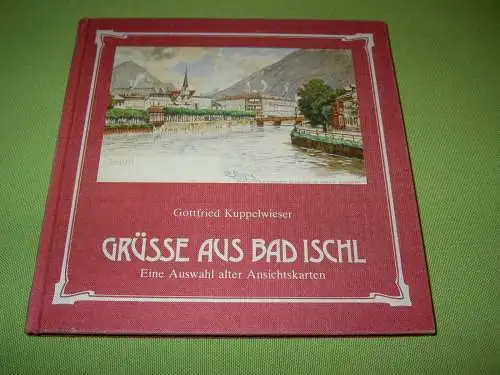 Gottfried Kuppelwieser
GRÜSSE AUS BAD ISCHL
Eine Auswahl alter Ansichtskarten